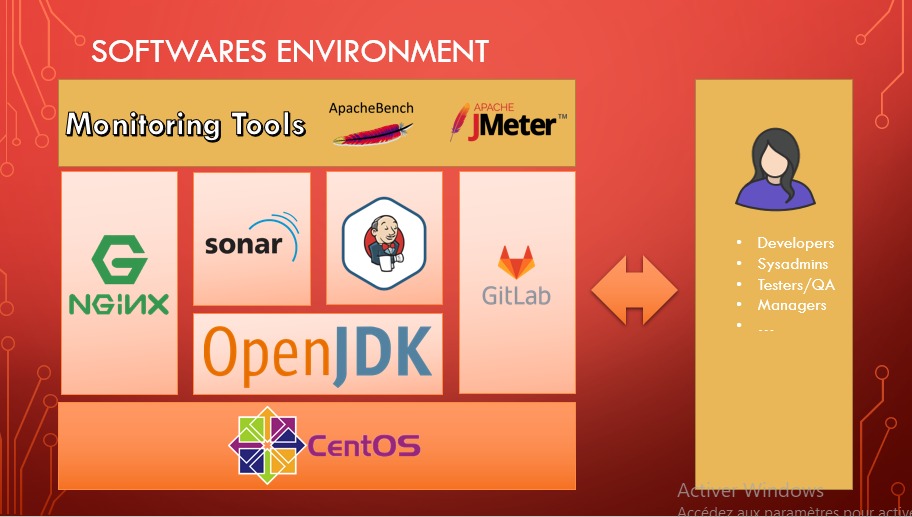 SOFTWARES ENVIRONMENT
Monitoring Tools
ApacheBench
APACHE
JMeter™
NGiNX
sonar
GitLab
OpenJDK
CentOS
• Developers
• Sysadmins
• Testers/QA
• Managers
• ...
Activer Windows
Accédez aux paramètres pour active